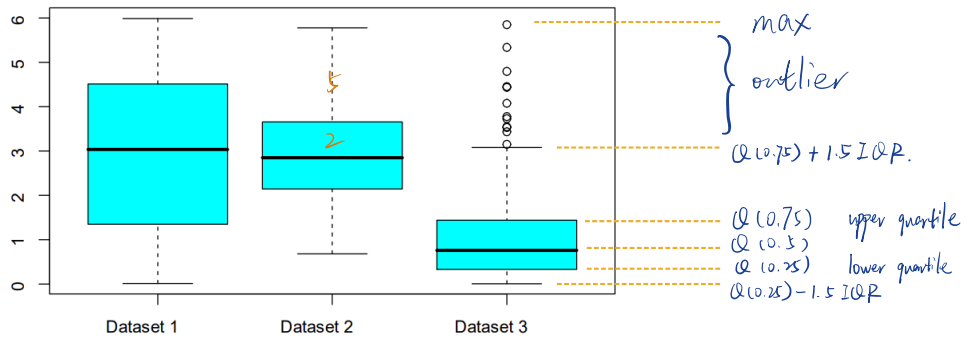 6
5
4
3
2
1
0
5
2
Dataset 1
Dataset 2
Dataset 3
max
outlier
Q(0.75) + 1.5 IQR.
Q(0.75) upper quartile
Q(0.5)
Q(0.25) lower quartile
Q(0.25) - 1.5 IQR